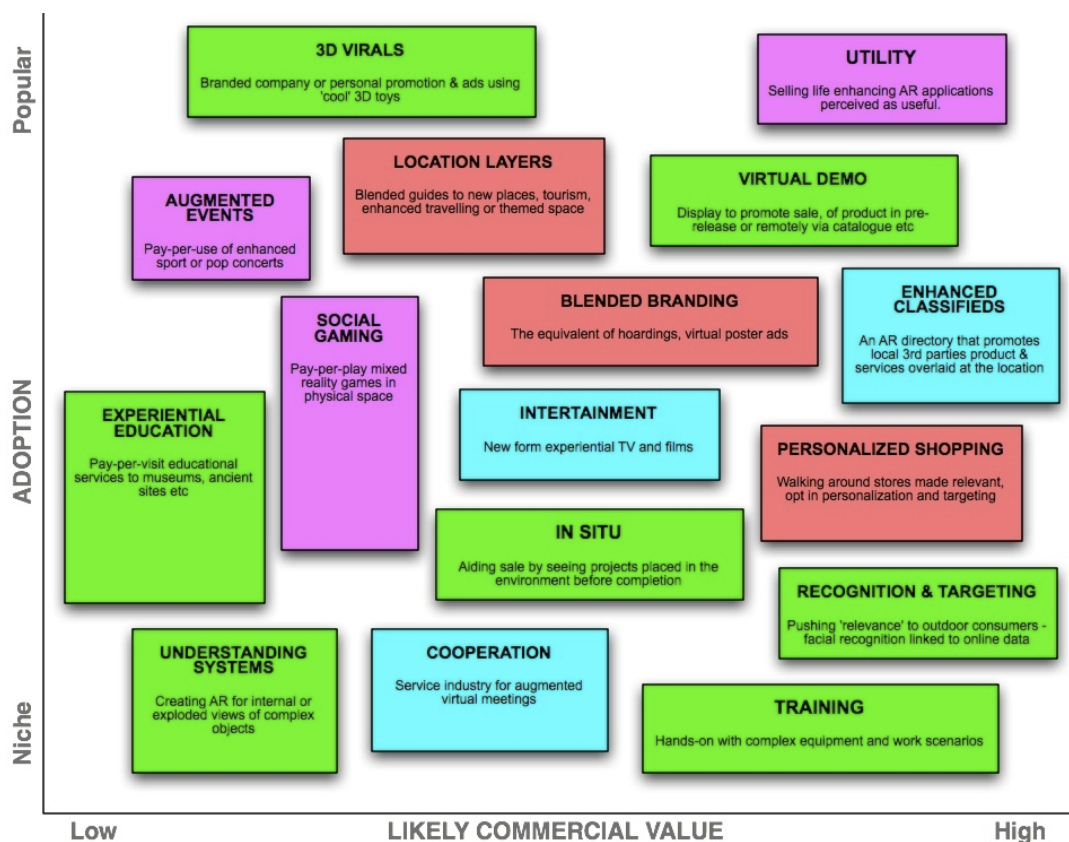 Popular
ADOPTION
Niche
3D VIRALS
Branded company or personal promotion & ads using
'cool' 3D toys
UTILITY
Selling life enhancing AR applications
perceived as useful.
LOCATION LAYERS
Blended guides to new places, tourism,
enhanced travelling or themed space
VIRTUAL DEMO
Display to promote sale, of product in pre-
release or remotely via catalogue etc
AUGMENTED
EVENTS
Pay-per-use of enhanced
sport or pop concerts
BLENDED BRANDING
The equivalent of hoardings, virtual poster ads
ENHANCED
CLASSIFIEDS
An AR directory that promotes
local 3rd parties product &
services overlaid at the
location
SOCIAL
GAMING
Pay-per-play mixed
reality games in
physical space
EXPERIENTIAL
EDUCATION
Pay-per-visit educational
services to museums, ancient
sites etc
INTERTAINMENT
New form experiential TV and films
PERSONALIZED SHOPPING
Walking around stores made relevant,
opt in personalization and targeting
IN SITU
Aiding sale by seeing projects placed in the
environment before completion
RECOGNITION & TARGETING
Pushing 'relevance' to outdoor consumers -
facial recognition linked to online data
UNDERSTANDING
SYSTEMS
Creating AR for internal or
exploded views of complex
objects
COOPERATION
Service industry for augmented
virtual meetings
TRAINING
Hands-on with complex equipment and work scenarios
Low
LIKELY COMMERCIAL VALUE
High